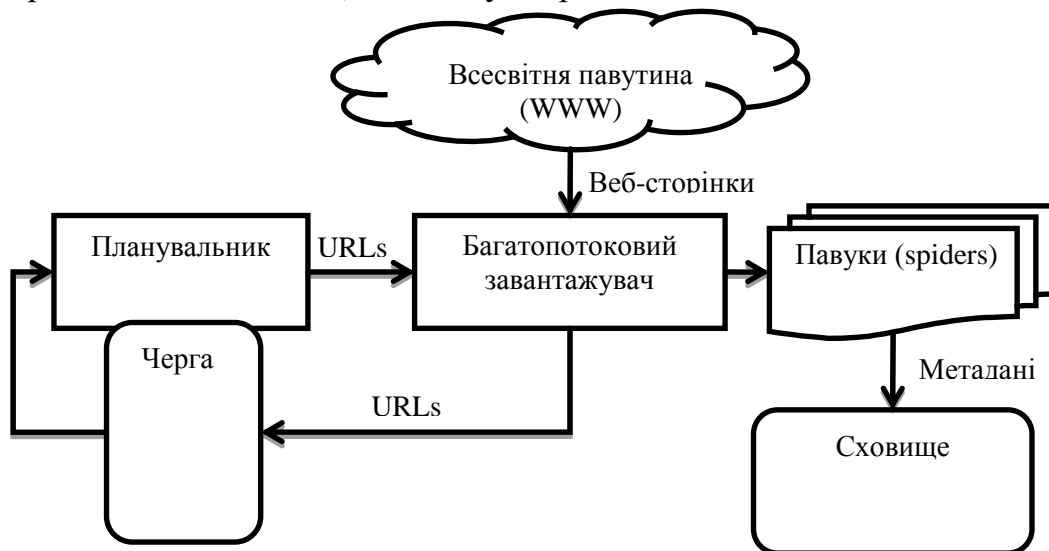 Всесвітня павутина
(WWW)
Веб-сторінки
Планувальник
URLs
Багатопотоковий
завантажувач
Павуки (spiders)
Черга
URLs
Метадані
Сховище